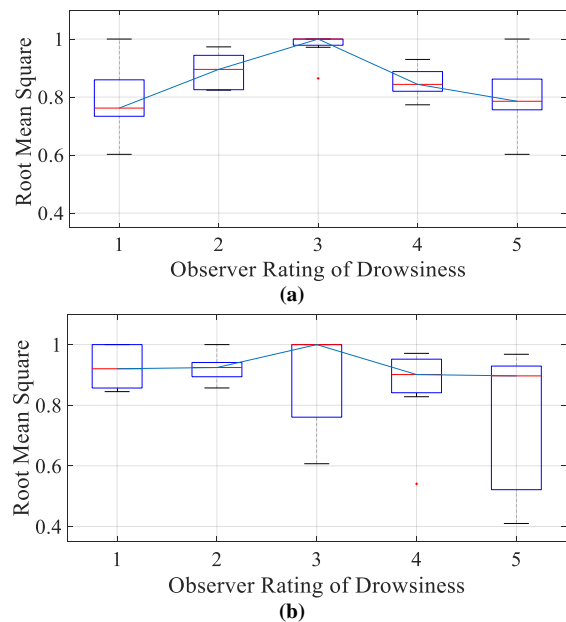 1
0.8
0.6
0.4
Root Mean Square
1 2 3 4 5
Observer Rating of Drowsiness
(a)
1
0.8
0.6
0.4
Root Mean Square
1 2 3 4 5
Observer Rating of Drowsiness
(b)